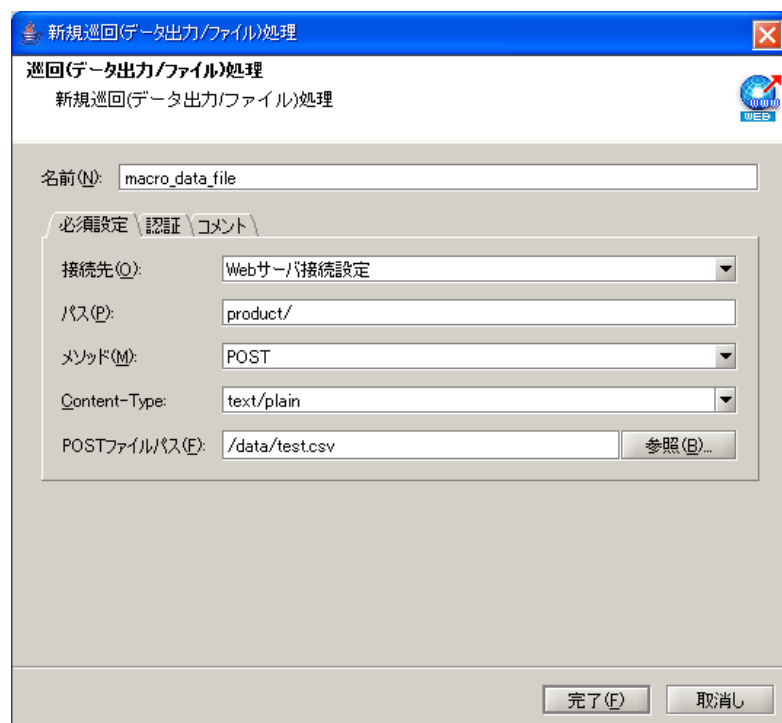 新規巡回(データ出力/ファイル)処理
巡回(データ出力/ファイル)処理
新規巡回(データ出力/ファイル)処理
WWW
WEB
名前(N): macro_data_file
必須設定 認証 コメント
接続先(O): Webサーバ接続設定
パス(P): product/
メソッド(M): POST
Content-Type: text/plain
POSTファイルパス(F): /data/test.csv 参照(B)...
完了(F) 取消し